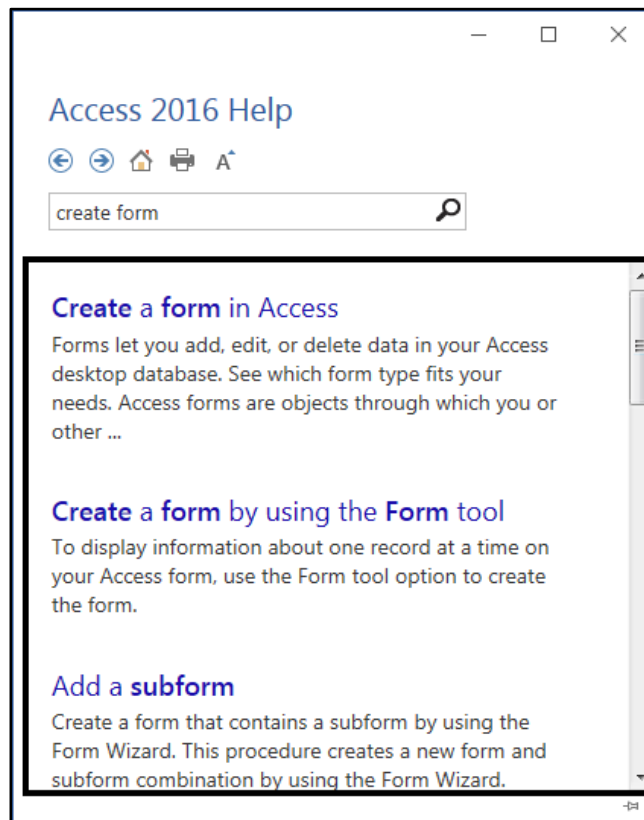 Access 2016 Help
A
create form
Create a form in Access
Forms let you add, edit, or delete data in your Access
desktop database. See which form type fits your
needs. Access forms are objects through which you or
other ...
Create a form by using the Form tool
To display information about one record at a time on
your Access form, use the Form tool option to create
the form.
Add a subform
Create a form that contains a subform by using the
Form Wizard. This procedure creates a new form and
subform combination by using the Form Wizard.